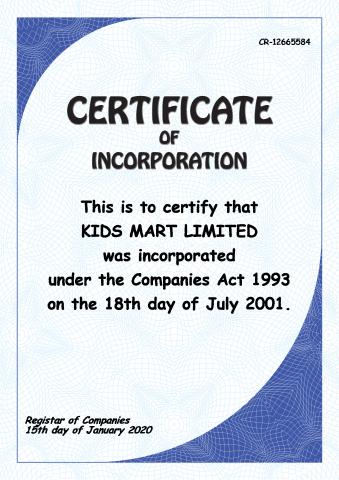 CR-12665584
CERTIFICATE
OF
INCORPORATION
This is to certify that
KIDS MART LIMITED
was incorporated
under the Companies Act 1993
on the 18th day of July 2001.
Registar of Companies
15th day of January 2020